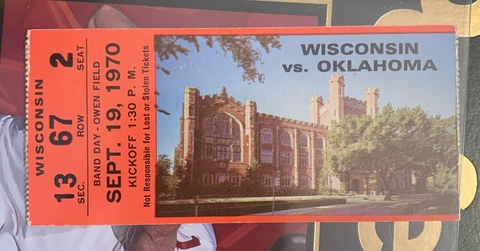 WISCONSIN
13 67 2
SEC. ROW SEAT
BAND DAY - OWEN FIELD
SEPT. 19, 1970
KICKOFF 1:30 P. M.
Not Responsible for Lost or Stolen Tickets
WISCONSIN
vs. OKLAHOMA